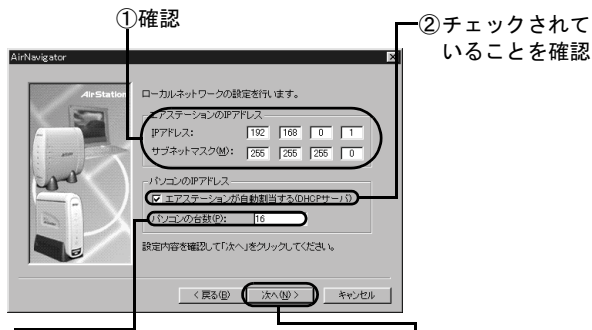 ①確認
②チェックされて
いることを確認
AirNavigator
AirStation
ローカルネットワークの設定を行います。
エアステーションのIPアドレス
IPアドレス: 192 168 0 1
サブネットマスク(M): 255 255 255 0
パソコンのIPアドレス
エアステーションが自動割当する(DHCPサーバ)
パソコンの台数(P): 16
設定内容を確認して「次へ」をクリックしてください。
< 戻る(B) 次へ(N) > キャンセル